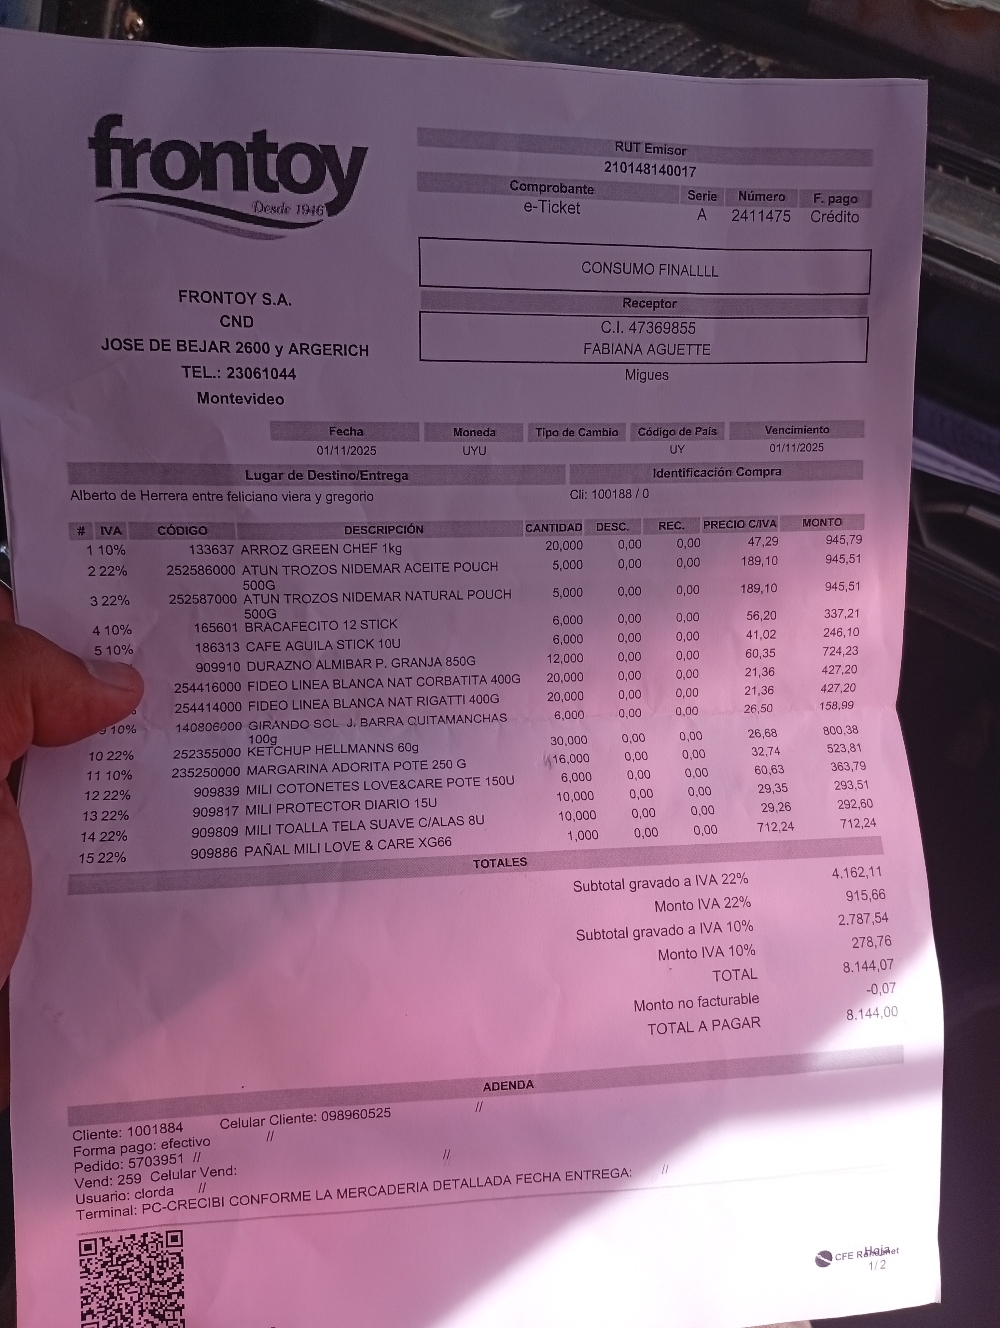 frontoy
Desde 1946
RUT Emisor
210148140017
Comprobante Serie Número F. pago
e-Ticket A 2411475 Crédito
CONSUMO FINALLLL
Receptor
C.I. 47369855
FABIANA AGUETTE
Migues
FRONTOY S.A.
CND
JOSE DE BEJAR 2600 y ARGERICH
TEL.: 23061044
Montevideo
Fecha Moneda Tipo de Cambio Código de País Vencimiento
01/11/2025 UYU UY 01/11/2025
Lugar de Destino/Entrega Identificación Compra
Alberto de Herrera entre feliciano viera y gregorio Cli: 100188 / 0
# IVA CÓDIGO DESCRIPCIÓN CANTIDAD DESC. REC. PRECIO C/IVA MONTO
1 10% 133637 ARROZ GREEN CHEF 1kg 20,000 0,00 0,00 47,29 945,79
2 22% 252586000 ATUN TROZOS NIDEMAR ACEITE POUCH 5,000 0,00 0,00 189,10 945,51
500G
3 22% 252587000 ATUN TROZOS NIDEMAR NATURAL POUCH 5,000 0,00 0,00 189,10 945,51
500G
4 10% 165601 BRACAFECITO 12 STICK 6,000 0,00 0,00 56,20 337,21
5 10% 186313 CAFE AGUILA STICK 10U 6,000 0,00 0,00 41,02 246,10
909910 DURAZNO ALMIBAR P. GRANJA 850G 12,000 0,00 0,00 60,35 724,23
254416000 FIDEO LINEA BLANCA NAT CORBATITA 400G 20,000 0,00 0,00 21,36 427,20
254414000 FIDEO LINEA BLANCA NAT RIGATTI 400G 20,000 0,00 0,00 21,36 427,20
9 10% 140806000 GIRANDO SOL J. BARRA QUITAMANCHAS 6,000 0,00 0,00 26,50 158,99
100g
10 22% 252355000 KETCHUP HELLMANNS 60g 30,000 0,00 0,00 26,68 800,38
11 10% 235250000 MARGARINA ADORITA POTE 250 G 16,000 0,00 0,00 32,74 523,81
12 22% 909839 MILI COTONETES LOVE&CARE POTE 150U 6,000 0,00 0,00 60,63 363,79
13 22% 909817 MILI PROTECTOR DIARIO 15U 10,000 0,00 0,00 29,35 293,51
14 22% 909809 MILI TOALLA TELA SUAVE C/ALAS 8U 10,000 0,00 0,00 29,26 292,60
15 22% 909886 PAÑAL MILI LOVE & CARE XG66 1,000 0,00 0,00 712,24 712,24
TOTALES
Subtotal gravado a IVA 22% 4.162,11
Monto IVA 22% 915,66
Subtotal gravado a IVA 10% 2.787,54
Monto IVA 10% 278,76
TOTAL 8.144,07
Monto no facturable -0,07
TOTAL A PAGAR 8.144,00
ADENDA
Cliente: 1001884 Celular Cliente: 098960525 //
Forma pago: efectivo //
Pedido: 5703951 //
Vend: 259 Celular Vend: //
Usuario: clorda //
Terminal: PC-CRECIBI CONFORME LA MERCADERIA DETALLADA FECHA ENTREGA: //
CFE
Hoja
1/2